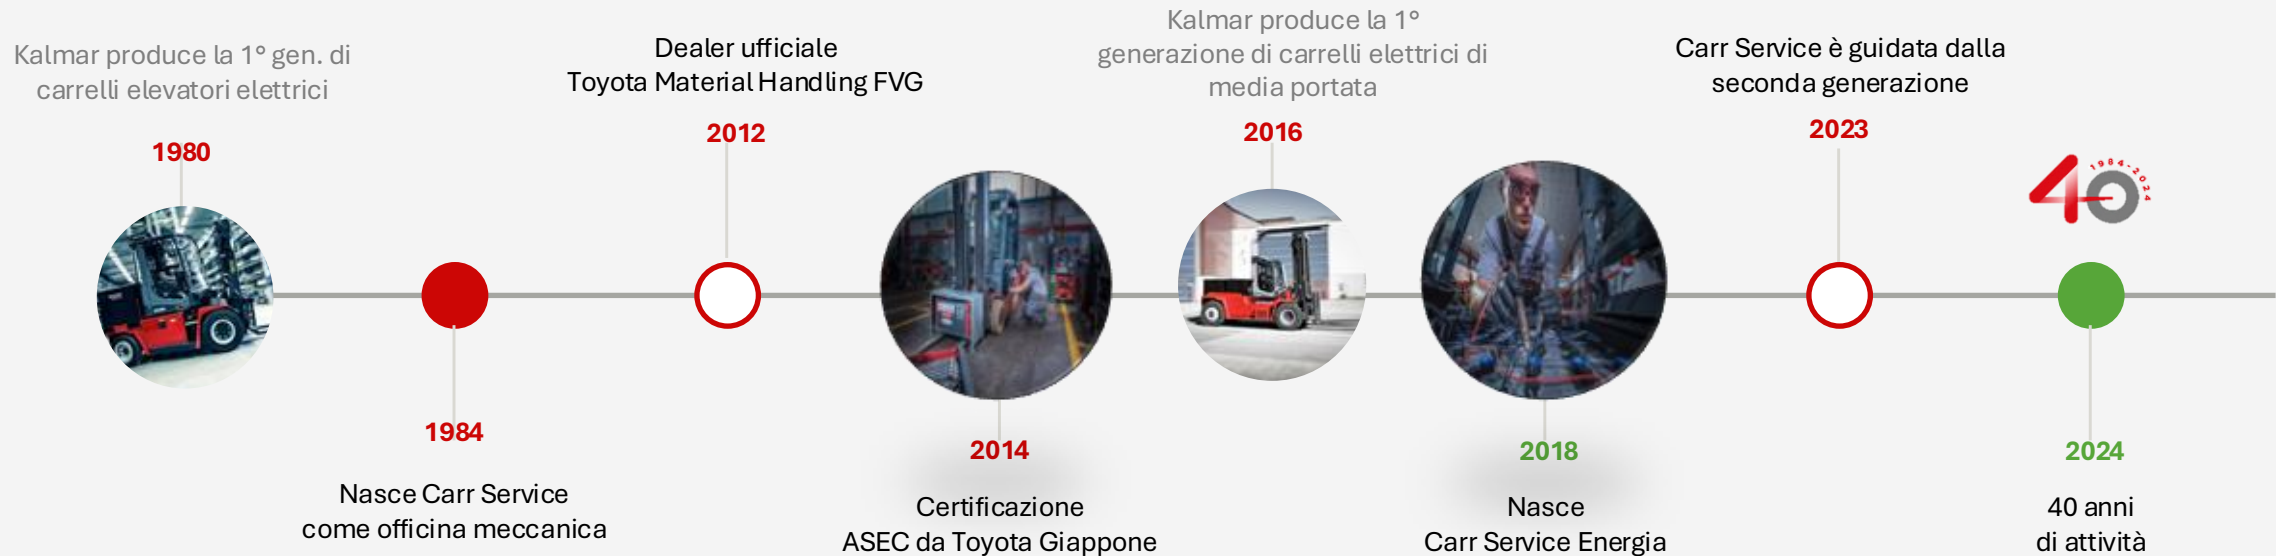 Kalmar produce la 1° gen. di
carrelli elevatori elettrici
1980
1984
Nasce Carr Service
come officina meccanica
Dealer ufficiale
Toyota Material Handling FVG
2012
2014
Certificazione
ASEC da Toyota Giappone
Kalmar produce la 1°
generazione di carrelli elettrici di
media portata
2016
2018
Nasce
Carr Service Energia
Carr Service è guidata dalla
seconda generazione
2023
40
1984-2024
2024
40 anni
di attività